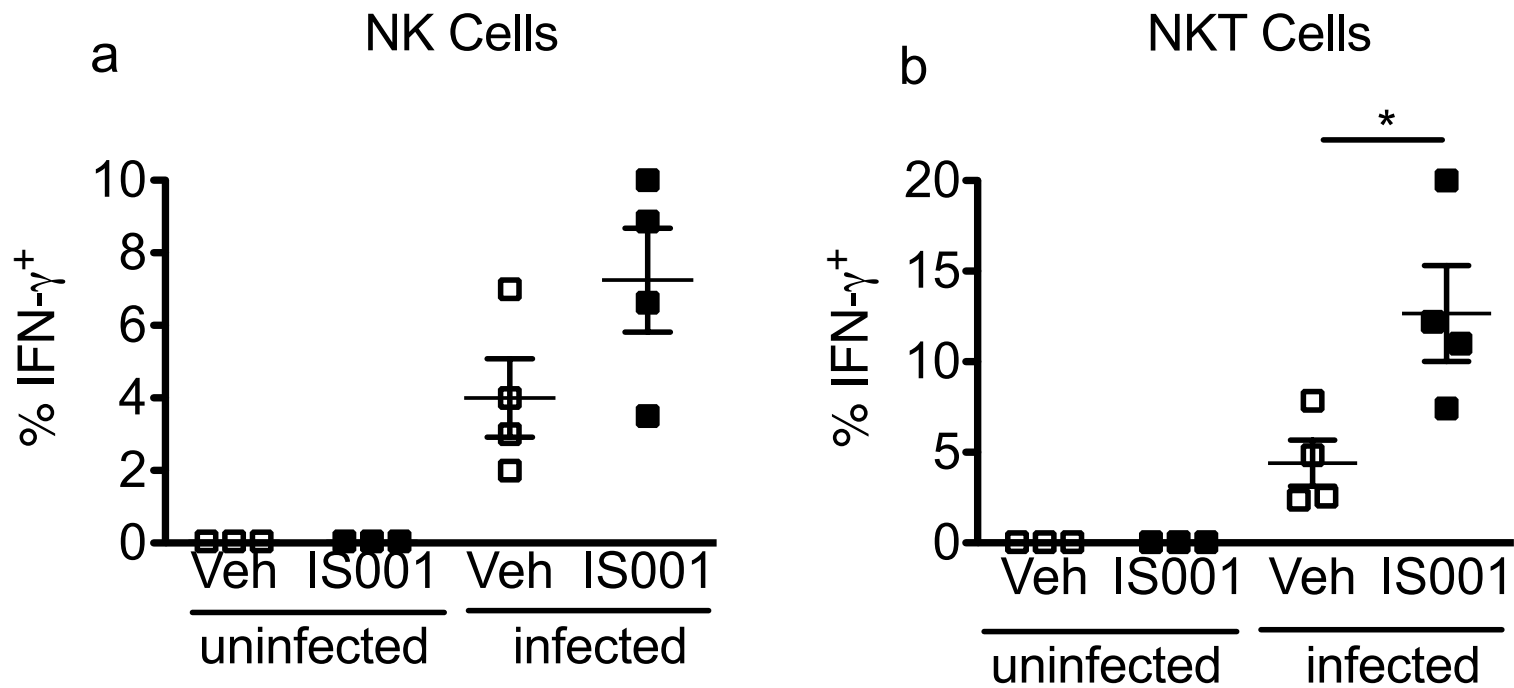 NK Cells
a
% IFN-γ+
10
8
6
4
2
0
Veh IS001 Veh IS001
uninfected infected
NKT Cells
b
*
% IFN-γ+
20
15
10
5
0
Veh IS001 Veh IS001
uninfected infected